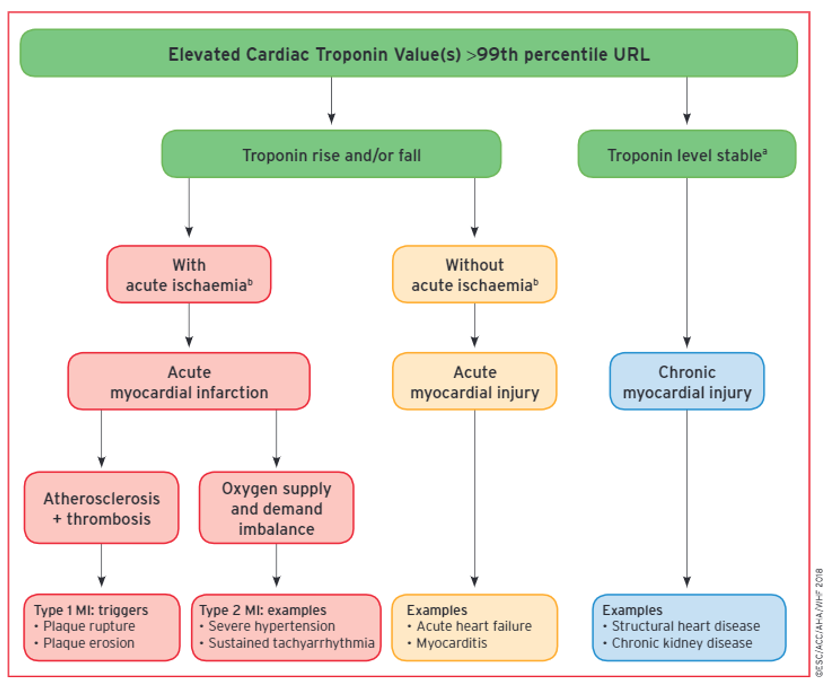 Elevated Cardiac Troponin Value(s) >99th percentile URL
Troponin rise and/or fall
Troponin level stableᵃ
With
acute ischaemiaᵇ
Without
acute ischaemiaᵇ
Acute
myocardial infarction
Acute
myocardial injury
Chronic
myocardial injury
Atherosclerosis
+ thrombosis
Oxygen supply
and demand
imbalance
Type 1 MI: triggers
• Plaque rupture
• Plaque erosion
Type 2 MI: examples
• Severe hypertension
• Sustained tachyarrhythmia
Examples
• Acute heart failure
• Myocarditis
Examples
• Structural heart disease
• Chronic kidney disease
©ESC/ACC/AHA/WHF 2018